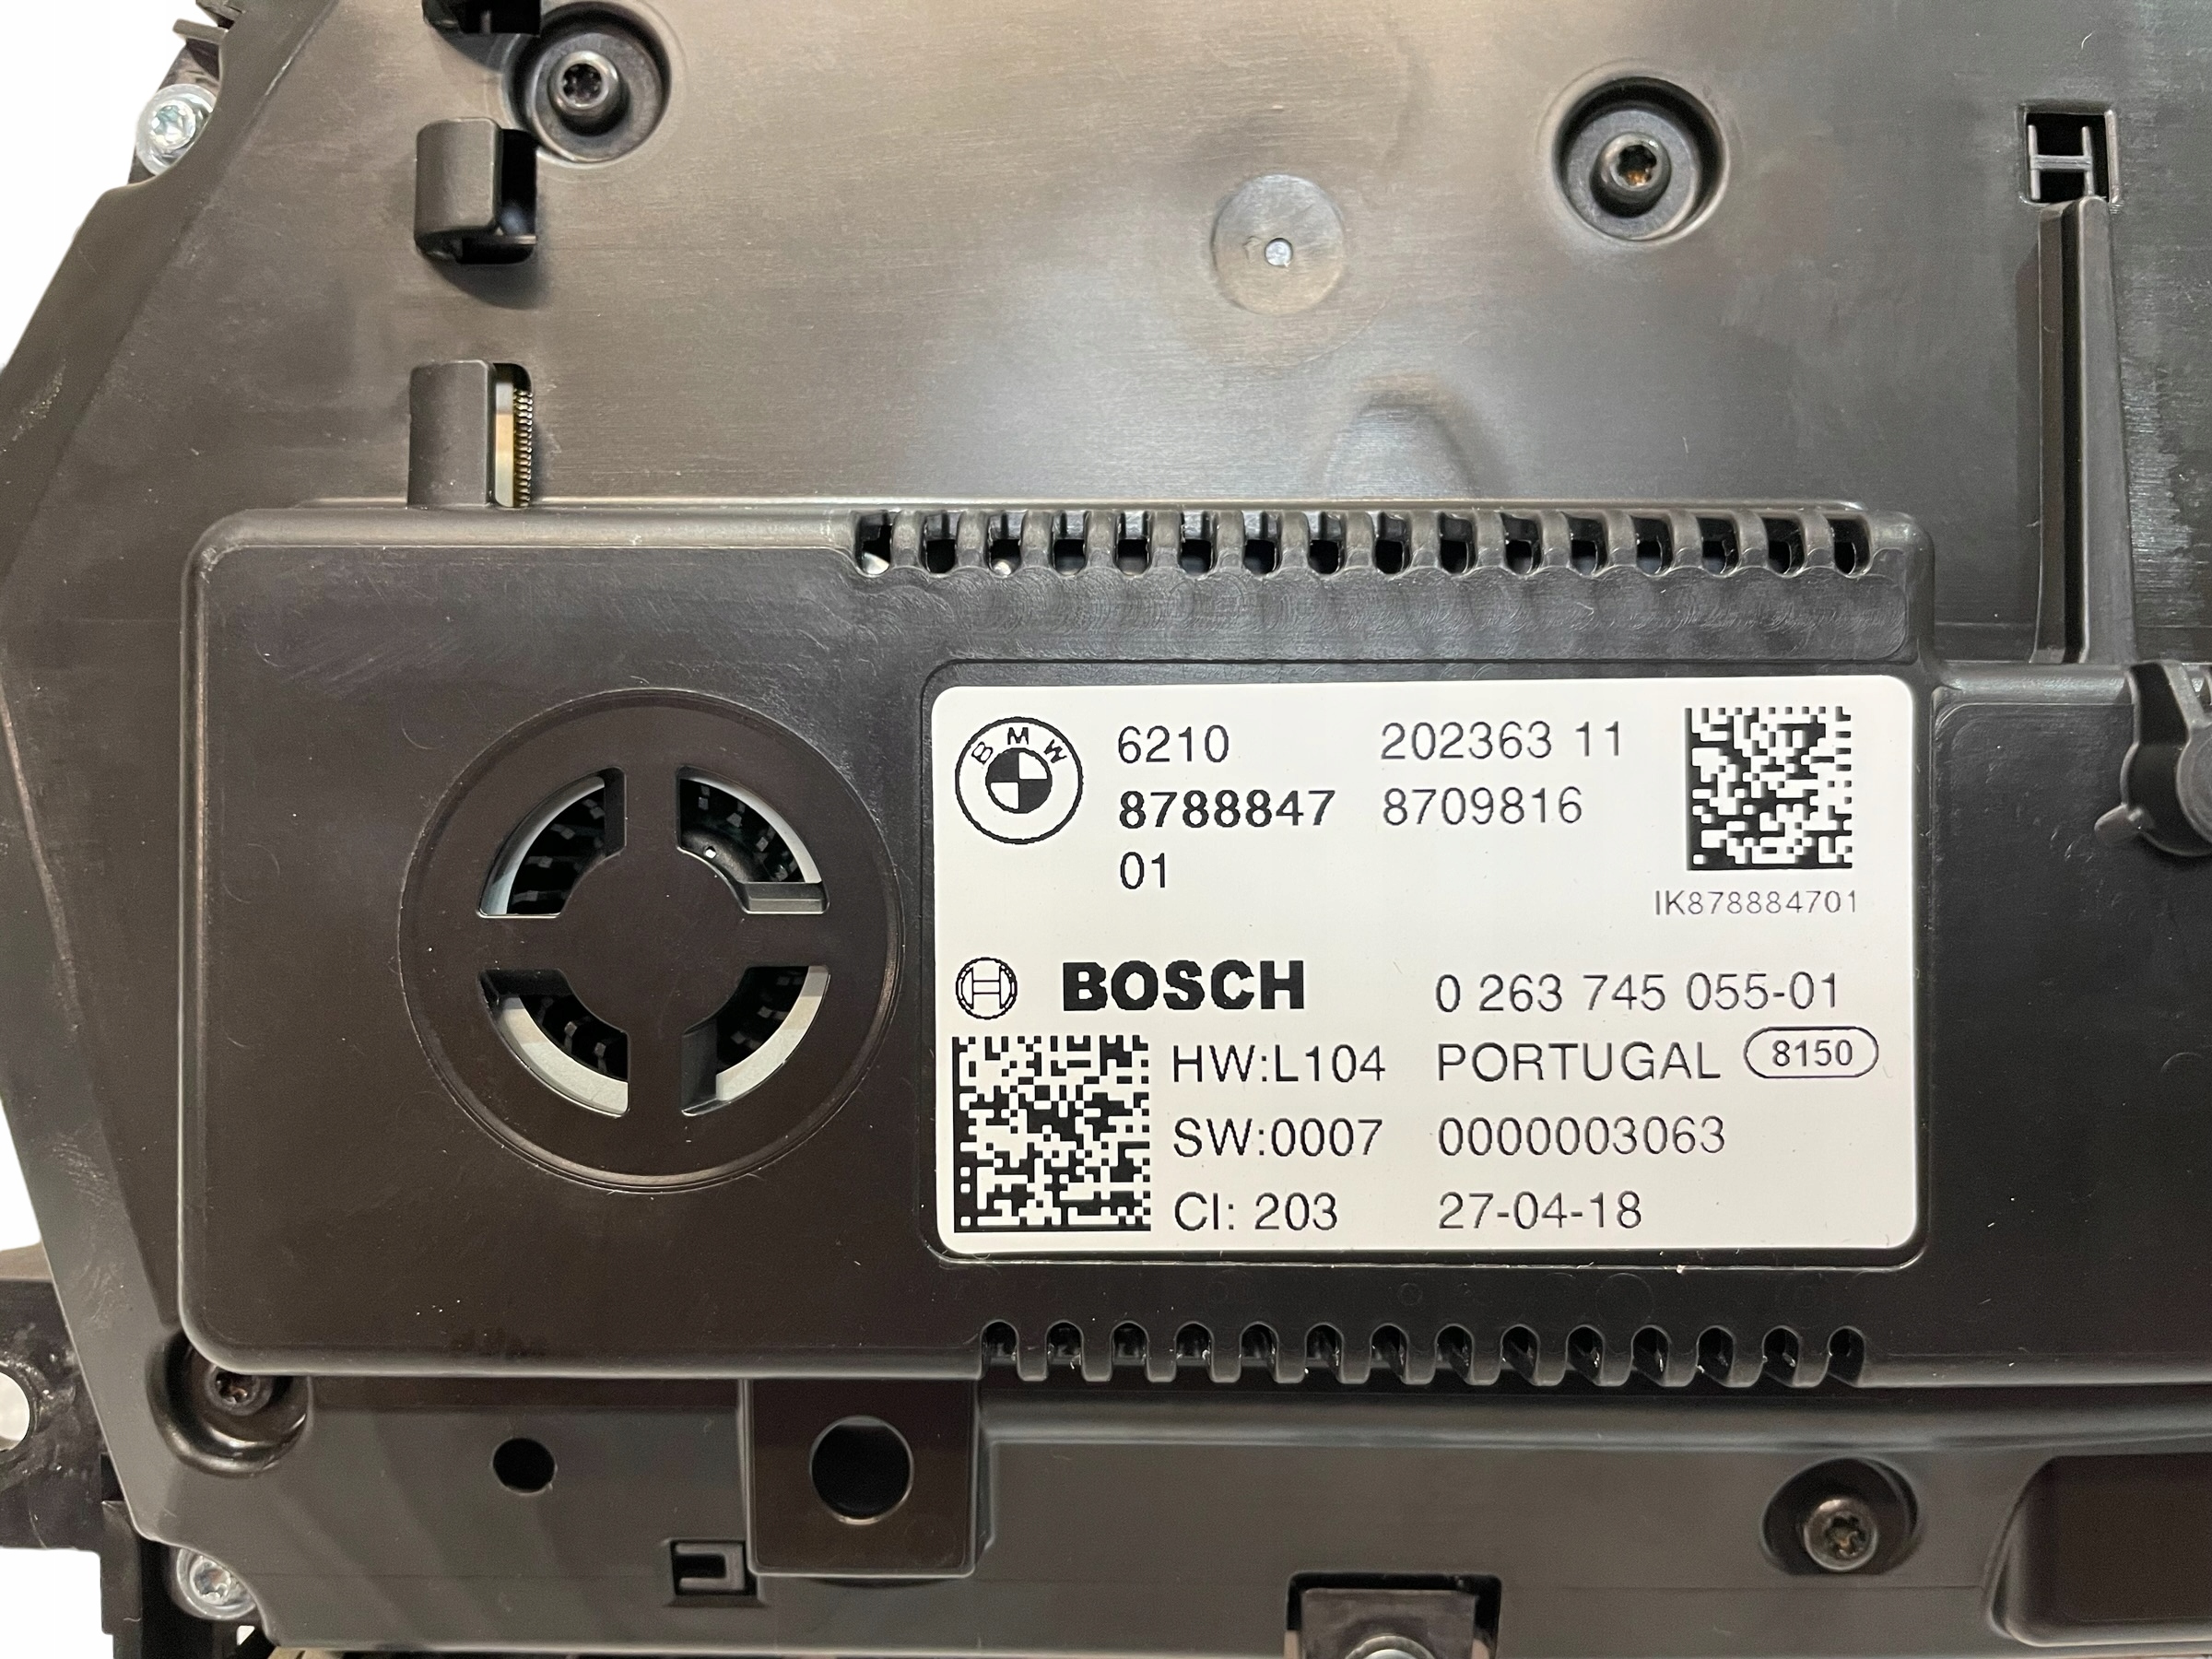 BMW
6210 202363 11
8788847 8709816
01
IK878884701
BOSCH 0 263 745 055-01
HW:L104 PORTUGAL 8150
SW:0007 0000003063
CI: 203 27-04-18